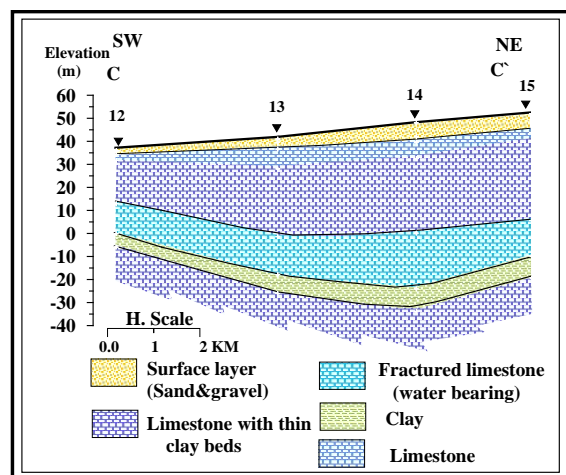 SW
NE
Elevation
(m)
C
C`
12
13
14
15
60
50
40
30
20
10
0
-10
-20
-30
-40
H. Scale
0.0 1 2 KM
Surface layer
(Sand&gravel)
Limestone with thin
clay beds
Fractured limestone
(water bearing)
Clay
Limestone